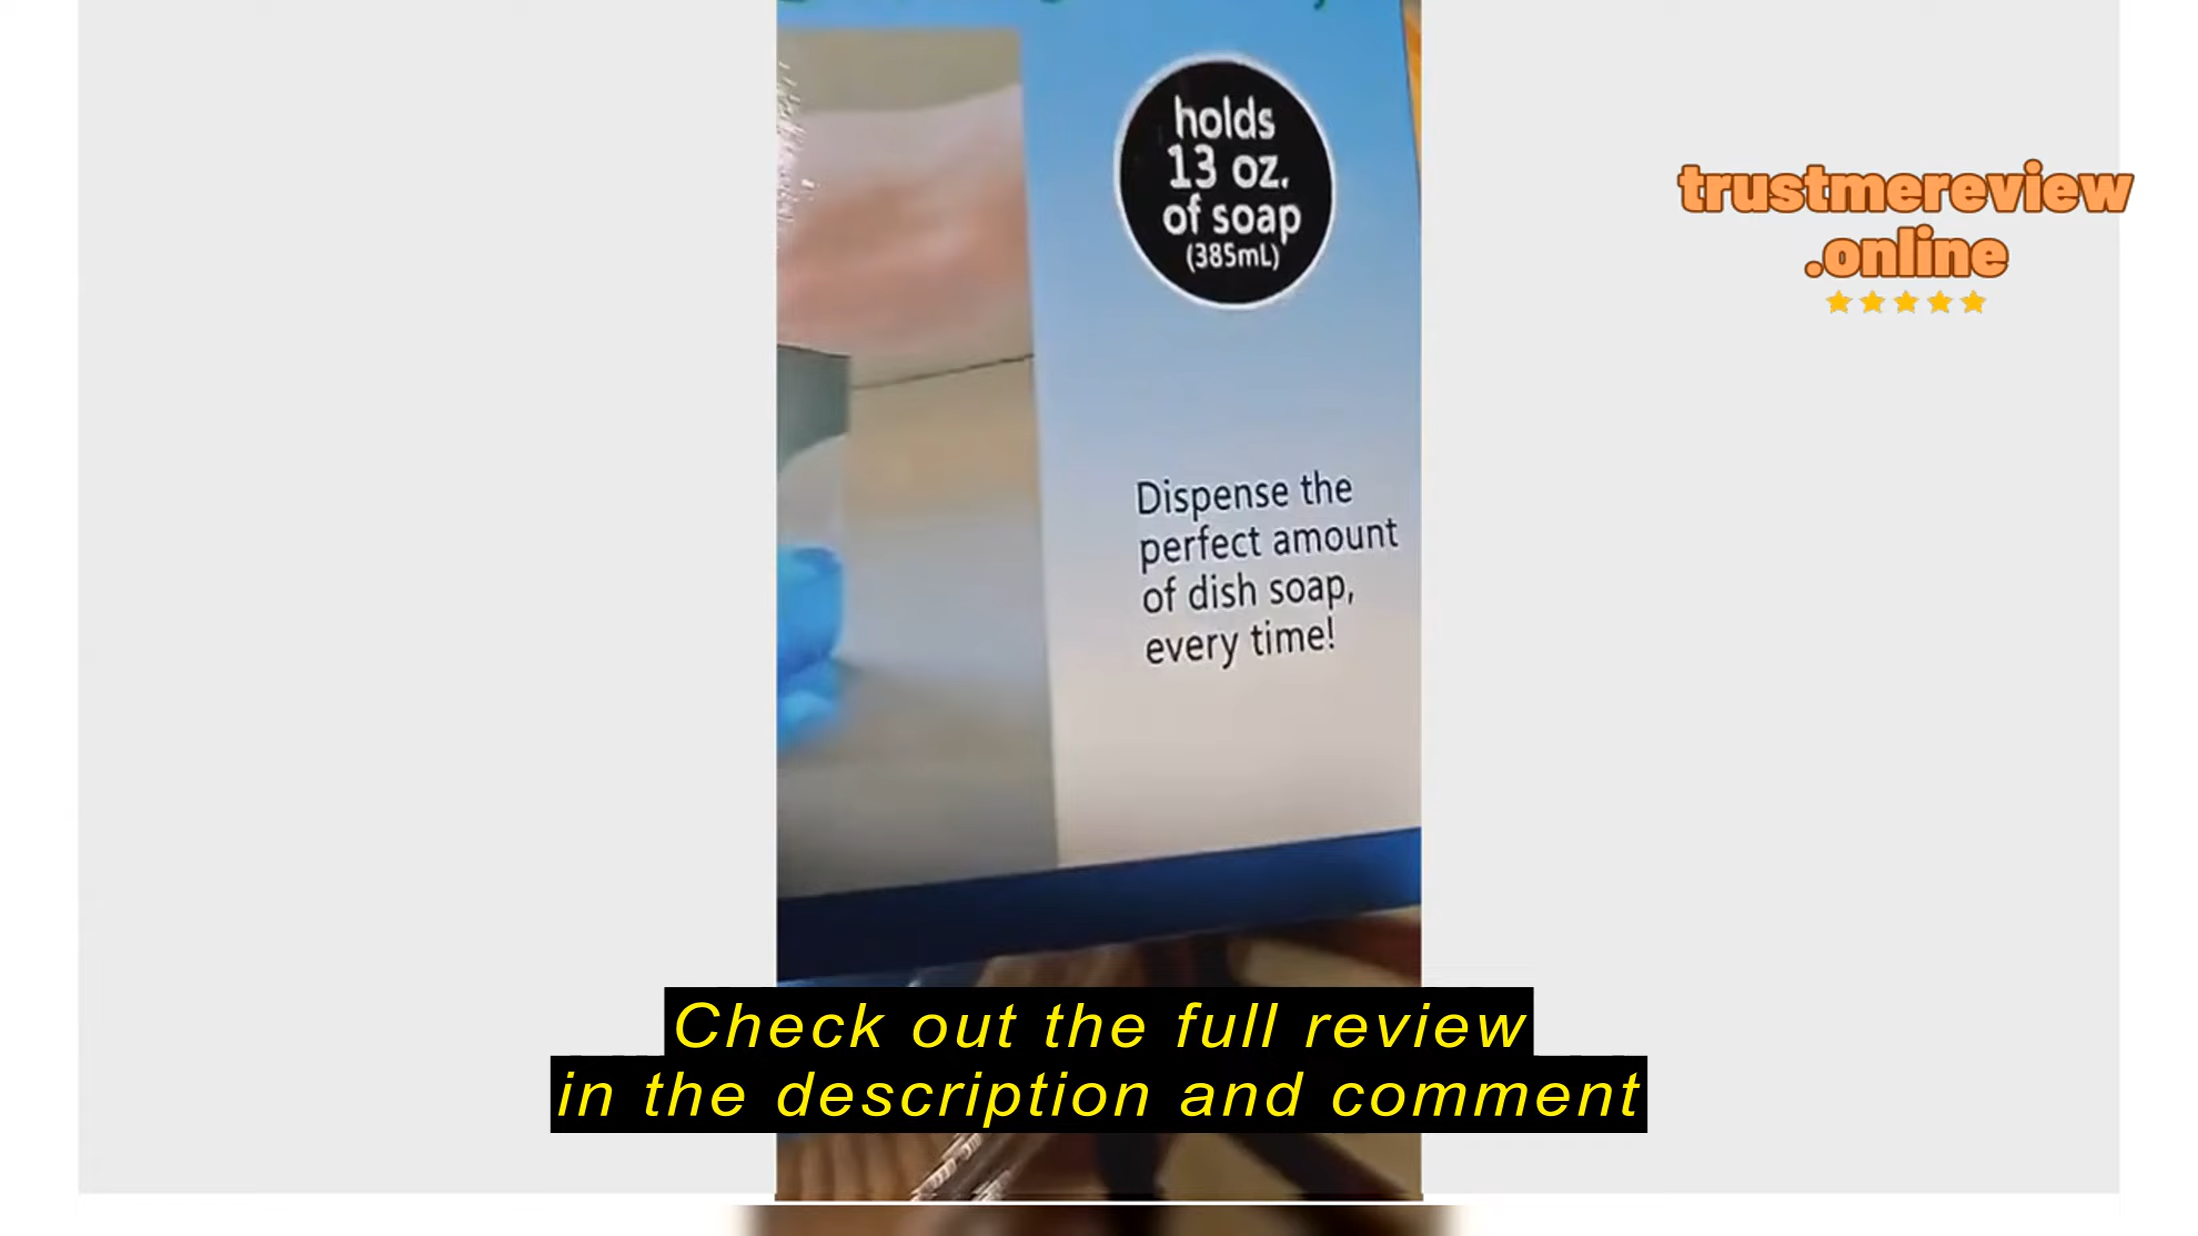 holds
13 oz.
of soap
(385mL)
trustmereview
.online
Dispense the
perfect amount
of dish soap,
every time!
Check out the full review
in the description and comment